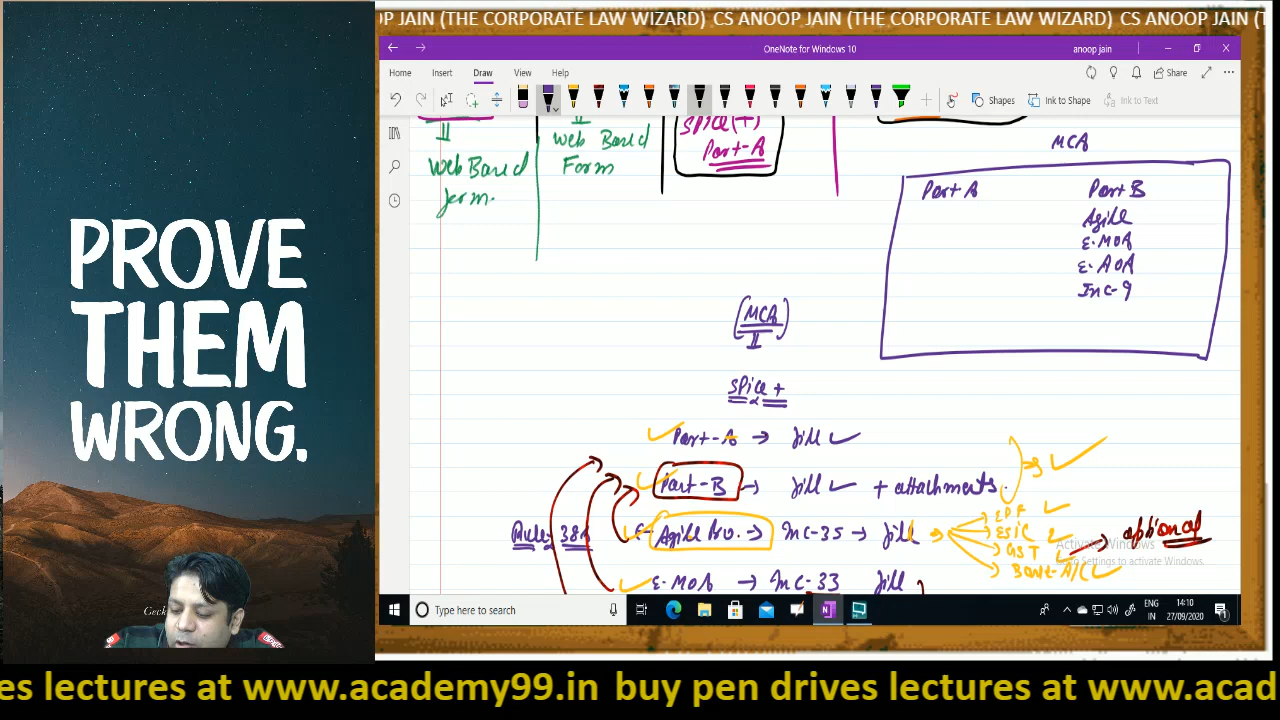 OP JAIN (THE CORPORATE LAW WIZARD) CS ANOOP JAIN (THE CORPORATE LAW WIZARD) CS ANOOP JAIN (T
OneNote for Windows 10
anoop jain
Home Insert Draw View Help
Share
Shapes
Ink to Shape
Ink to Text
PROVE
THEM
WRONG.
Web Based
Form.
Web Based
Form
SPice (+)
Part-A
MCA
Part A
Part B
Agile
E-MOA
E-AOA
Inc-9
(MCA)
SPice +
Part-A → fill
Part-B → fill + attachments.
Rule 38A
Agile Pro. → Inc-35 → fill
EPF
ESIC
GST
Bank-A/C
optional
E-MOA → Inc-33 fill
Activate Windows
to Activate Windows.
Type here to search
ENG
IN
14:10
27/09/2020
es lectures at www.academy99.in buy pen drives lectures at www.acad